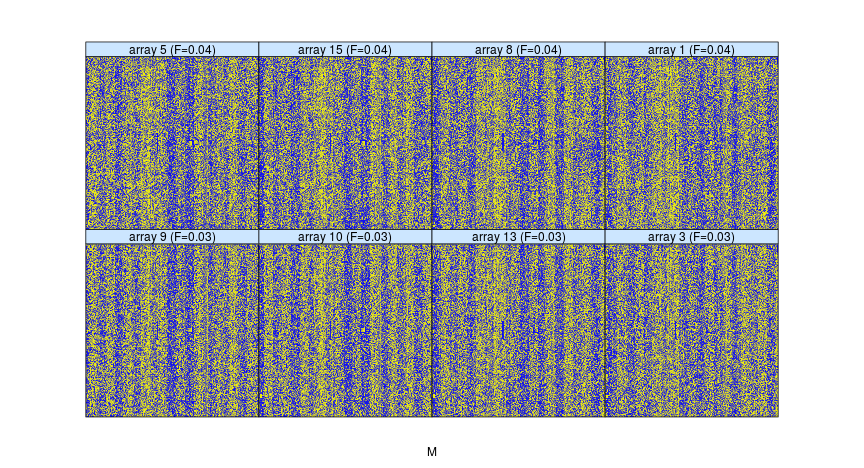 array 5 (F=0.04) array 15 (F=0.04) array 8 (F=0.04) array 1 (F=0.04)
array 9 (F=0.03) array 10 (F=0.03) array 13 (F=0.03) array 3 (F=0.03)
M